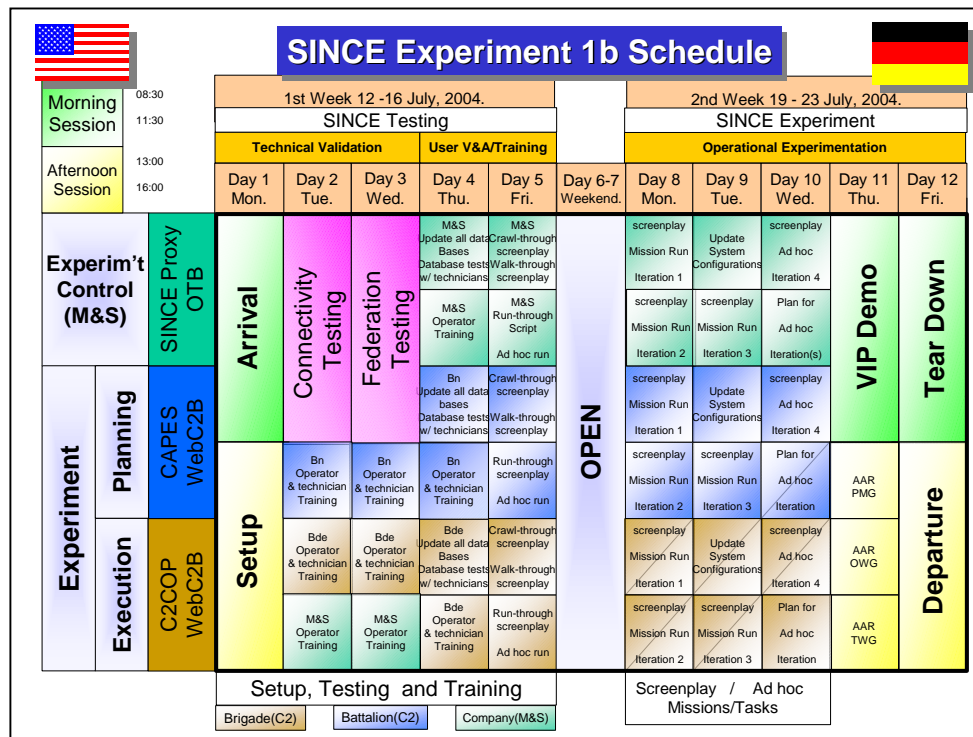 SINCE Experiment 1b Schedule
Morning
Session
08:30
11:30
Afternoon
Session
13:00
16:00
1st Week 12 -16 July, 2004.
2nd Week 19 - 23 July, 2004.
SINCE Testing
SINCE Experiment
Technical Validation
User V&A/Training
Operational Experimentation
Day 1
Mon.
Day 2
Tue.
Day 3
Wed.
Day 4
Thu.
Day 5
Fri.
Day 6-7
Weekend.
Day 8
Mon.
Day 9
Tue.
Day 10
Wed.
Day 11
Thu.
Day 12
Fri.
Experim't
Control
(M&S)
SINCE Proxy
OTB
Arrival
Connectivity
Testing
Federation
Testing
M&S
Update all data
Bases
Database tests
w/ technicians
M&S
Crawl-through
screenplay
Walk-through
screenplay
OPEN
screenplay
Mission Run
Iteration 1
Update
System
Configurations
screenplay
Ad hoc
Iteration 4
VIP Demo
Tear Down
M&S
Operator
Training
M&S
Run-through
Script
Ad hoc run
screenplay
Mission Run
Iteration 2
screenplay
Mission Run
Iteration 3
Plan for
Ad hoc
Iteration(s)
Experiment
Planning
CAPES
WebC2B
Bn
Update all data
bases
Database tests
w/ technicians
Crawl-through
screenplay
Walk-through
screenplay
screenplay
Mission Run
Iteration 1
Update
System
Configurations
screenplay
Ad hoc
Iteration 4
Setup
Bn
Operator
& technician
Training
Bn
Operator
& technician
Training
Bn
Operator
& technician
Training
Run-through
screenplay
Ad hoc run
screenplay
Mission Run
Iteration 2
screenplay
Mission Run
Iteration 3
Plan for
Ad hoc
Iteration
AAR
PMG
Departure
Execution
C2COP
WebC2B
Bde
Operator
& technician
Training
Bde
Operator
& technician
Training
Bde
Update all data
Bases
Database tests
w/ technicians
Crawl-through
screenplay
Walk-through
screenplay
screenplay
Mission Run
Iteration 1
Update
System
Configurations
screenplay
Ad hoc
Iteration 4
AAR
OWG
M&S
Operator
Training
M&S
Operator
Training
Bde
Operator
& technician
Training
Run-through
screenplay
Ad hoc run
screenplay
Mission Run
Iteration 2
screenplay
Mission Run
Iteration 3
Plan for
Ad hoc
Iteration
AAR
TWG
Setup, Testing and Training
Screenplay / Ad hoc
Missions/Tasks
Brigade(C2)
Battalion(C2)
Company(M&S)